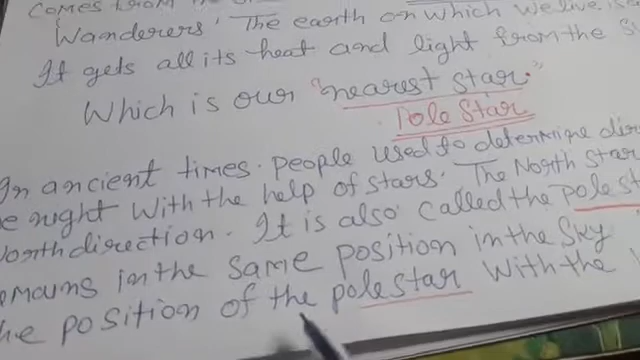 comes from
Wanderers'. The earth on which we live is
It gets all its heat and light from the
Which is our "nearest star."
Pole Star
In ancient times. People used to determine
night with the help of stars. The North Star
North direction. It is also called the pole
in the same position in the sky
the position of the pole star with the